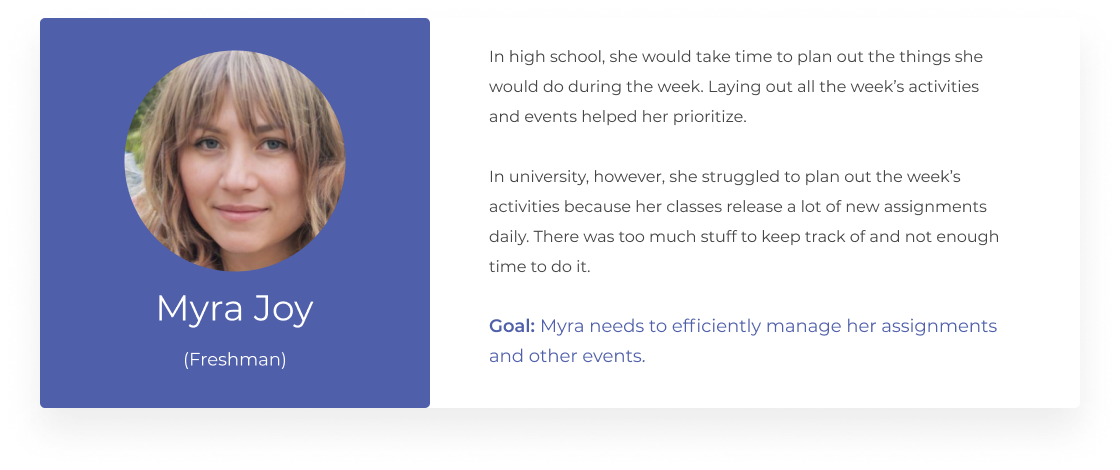 Myra Joy
(Freshman)
In high school, she would take time to plan out the things she
would do during the week. Laying out all the week’s activities
and events helped her prioritize.
In university, however, she struggled to plan out the week’s
activities because her classes release a lot of new assignments
daily. There was too much stuff to keep track of and not enough
time to do it.
Goal: Myra needs to efficiently manage her assignments
and other events.